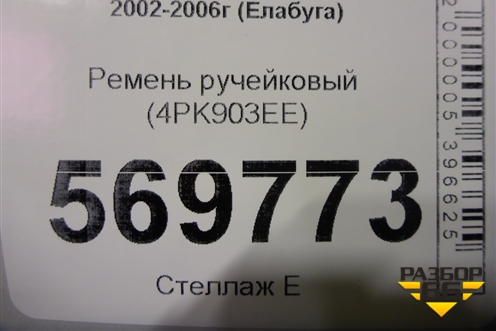 2002-2006г (Елабуга)
Ремень ручейковый
(4PK903EE)
569773
Стеллаж Е
2000005396625
РАЗБОР